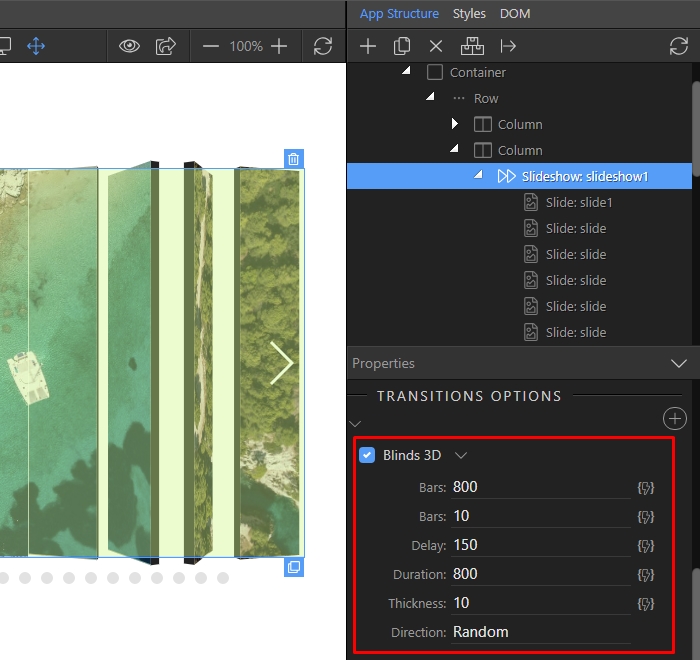 App Structure Styles DOM
100%
Container
Row
Column
Column
Slideshow: slideshow1
Slide: slide1
Slide: slide
Slide: slide
Slide: slide
Slide: slide
Slide: slide
Properties
TRANSITIONS OPTIONS
Blinds 3D
Bars: 800
Bars: 10
Delay: 150
Duration: 800
Thickness: 10
Direction: Random